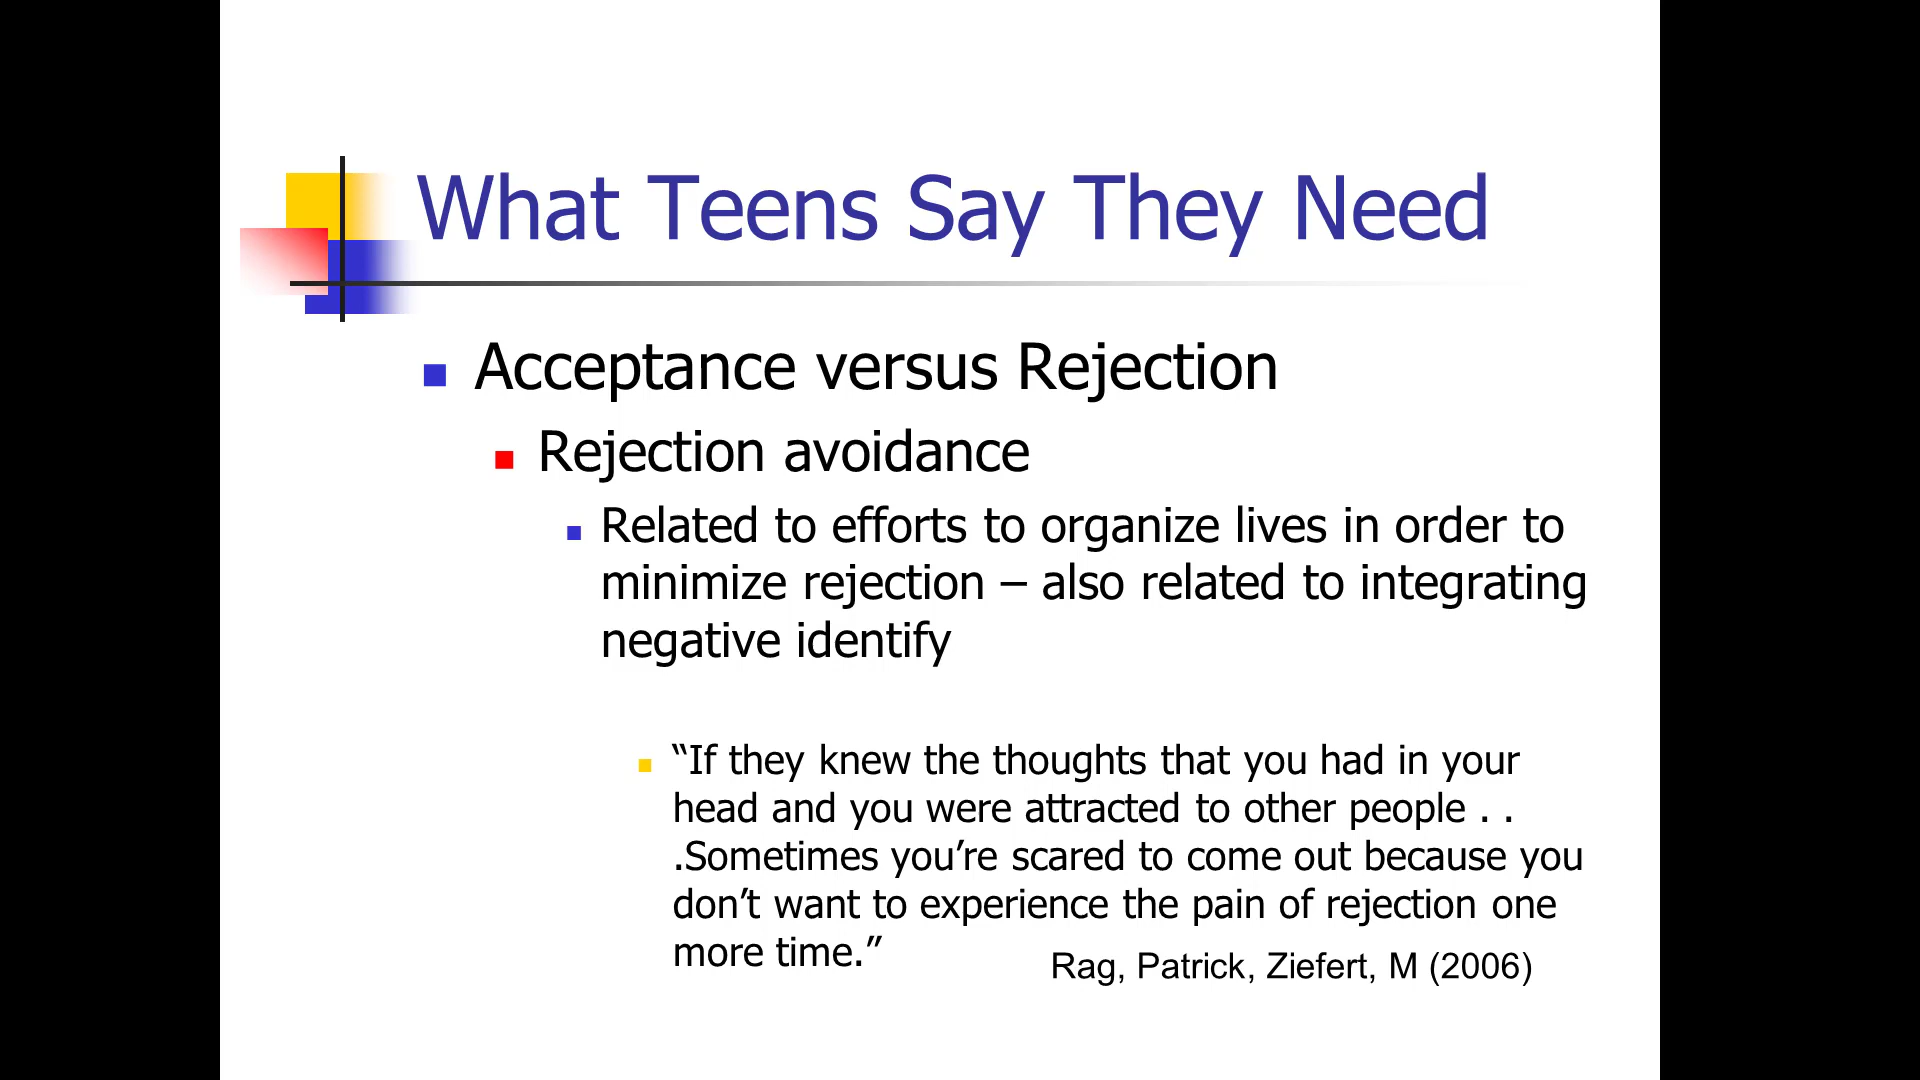 What Teens Say They Need
Acceptance versus Rejection
Rejection avoidance
Related to efforts to organize lives in order to
minimize rejection – also related to integrating
negative identify
“If they knew the thoughts that you had in your
head and you were attracted to other people . .
.Sometimes you’re scared to come out because you
don’t want to experience the pain of rejection one
more time.”
Rag, Patrick, Ziefert, M (2006)